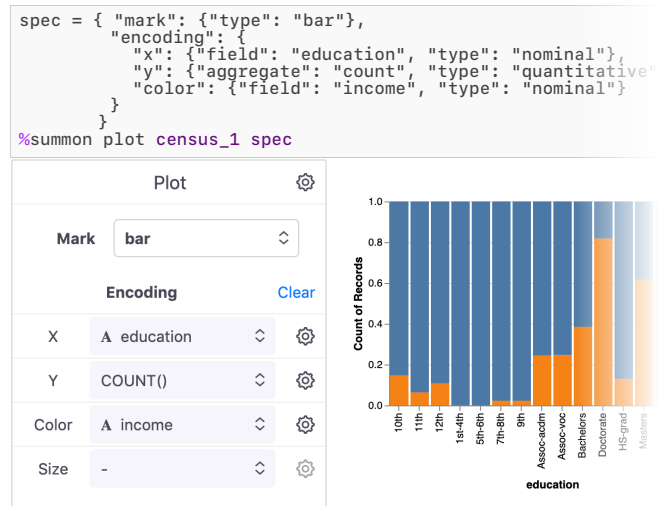 spec = { "mark": {"type": "bar"},
"encoding": {
"x": {"field": "education", "type": "nominal"},
"y": {"aggregate": "count", "type": "quantitative"
"color": {"field": "income", "type": "nominal"}
}
}
%summon plot census_1 spec
Plot
Mark
bar
Encoding
Clear
X
A education
Y
COUNT()
Color
A income
Size
-
Count of Records
1.0
0.8
0.6
0.4
0.2
0.0
10th
11th
12th
1st-4th
5th-6th
7th-8th
9th
Assoc-acdm
Assoc-voc
Bachelors
Doctorate
HS-grad
Masters
education